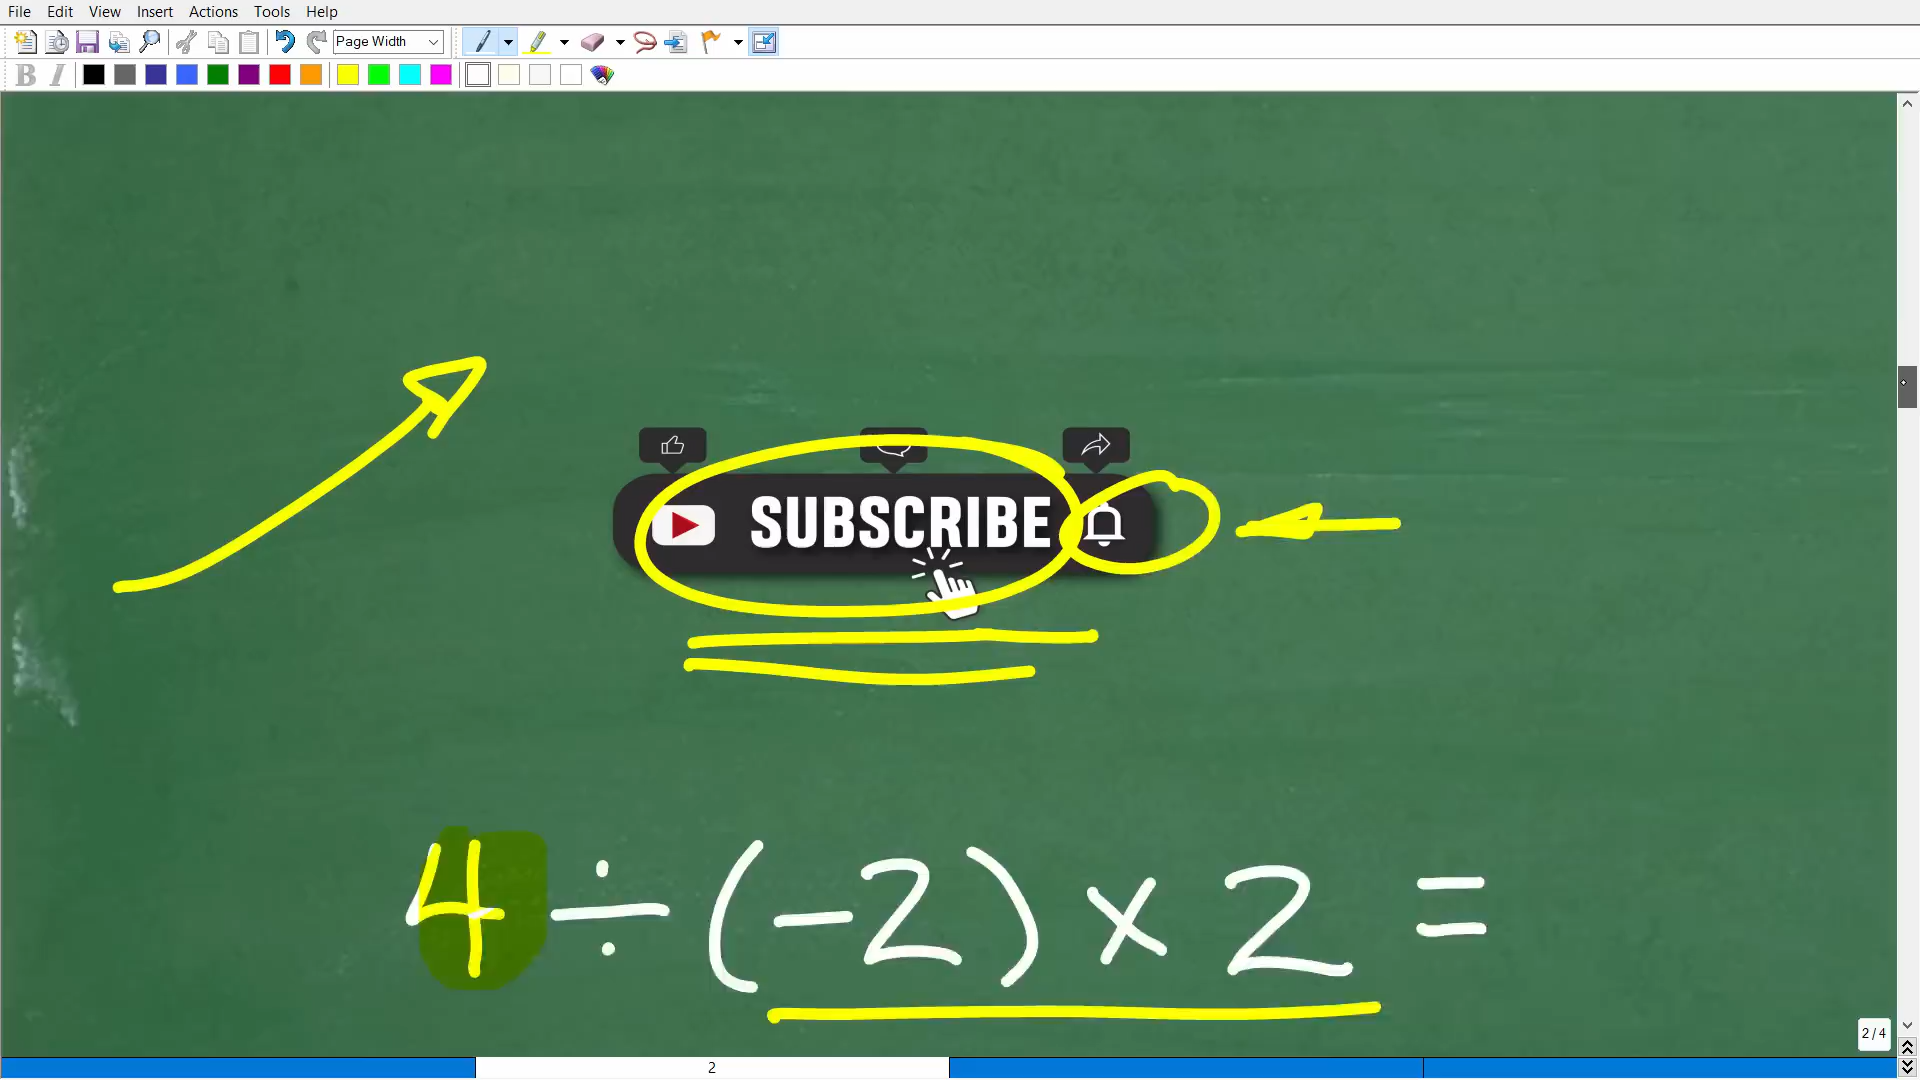 File Edit View Insert Actions Tools Help
Page Width
B I
SUBSCRIBE
4 ÷ (-2) × 2 =
2 / 4
2